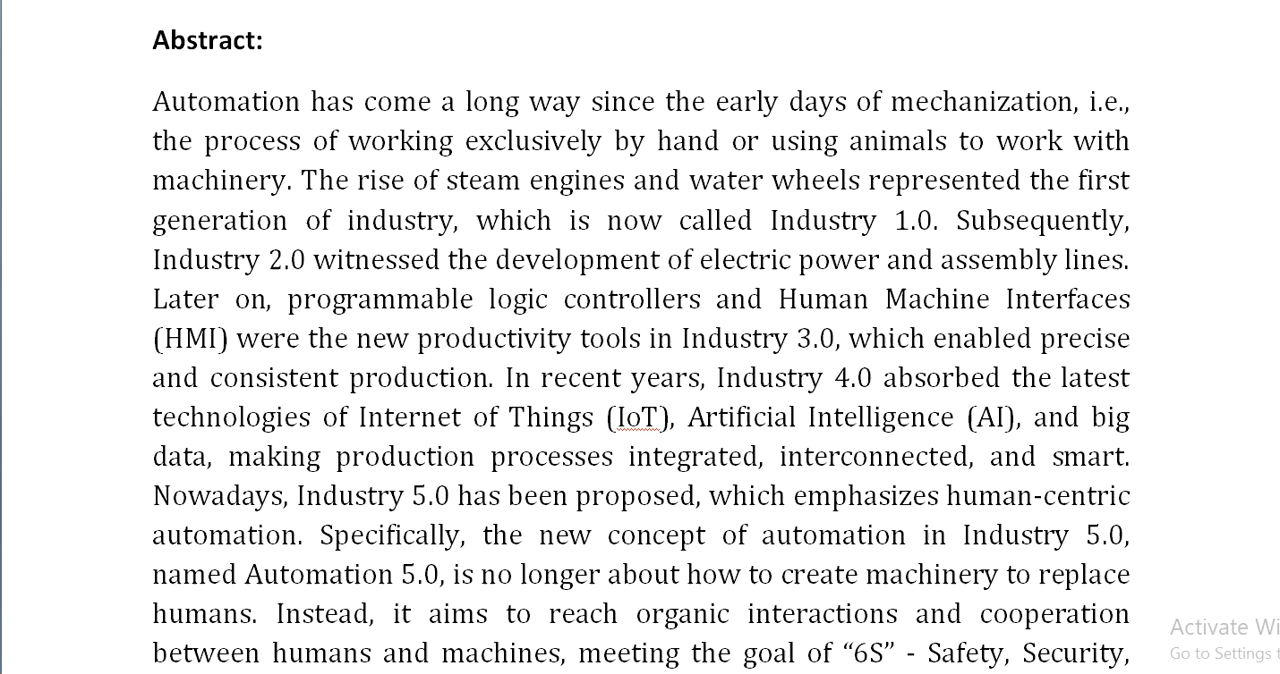 Abstract:
Automation has come a long way since the early days of mechanization, i.e.,
the process of working exclusively by hand or using animals to work with
machinery. The rise of steam engines and water wheels represented the first
generation of industry, which is now called Industry 1.0. Subsequently,
Industry 2.0 witnessed the development of electric power and assembly lines.
Later on, programmable logic controllers and Human Machine Interfaces
(HMI) were the new productivity tools in Industry 3.0, which enabled precise
and consistent production. In recent years, Industry 4.0 absorbed the latest
technologies of Internet of Things (IoT), Artificial Intelligence (AI), and big
data, making production processes integrated, interconnected, and smart.
Nowadays, Industry 5.0 has been proposed, which emphasizes human-centric
automation. Specifically, the new concept of automation in Industry 5.0,
named Automation 5.0, is no longer about how to create machinery to replace
humans. Instead, it aims to reach organic interactions and cooperation
between humans and machines, meeting the goal of “6S” - Safety, Security,
Activate Wi
Go to Settings t